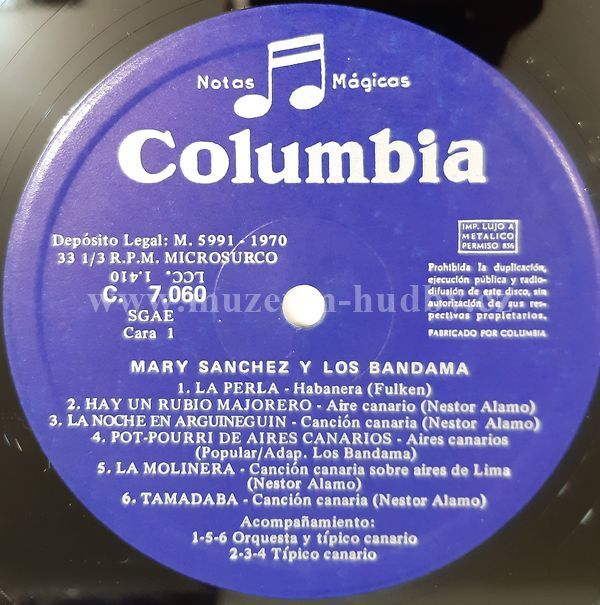 Notas Mágicas
Columbia
Depósito Legal: M. 5991 - 1970
33 1/3 R.P.M. MICROSURCO
LCC. ° 1.410
C. 7.060
SGAE
Cara 1
IMP. LUJO A
METALICO
PERMISO 856
Prohibida la duplicación,
ejecución pública y radio-
difusión de este disco, sin
autorización de sus res-
pectivos propietarios.
FABRICADO POR COLUMBIA
www.muzeum-hudby.cz
MARY SANCHEZ Y LOS BANDAMA
1. LA PERLA - Habanera (Fulken)
2. HAY UN RUBIO MAJORERO - Aire canario (Nestor Alamo)
3. LA NOCHE EN ARGUINEGUIN - Canción canaria (Nestor Alamo)
4. POT-POURRI DE AIRES CANARIOS - Aires canarios
(Popular/Adap. Los Bandama)
5. LA MOLINERA - Canción canaria sobre aires de Lima
(Nestor Alamo)
6. TAMADABA - Canción canaria (Nestor Alamo)
Acompañamiento:
1-5-6 Orquesta y típico canario
2-3-4 Típico canario